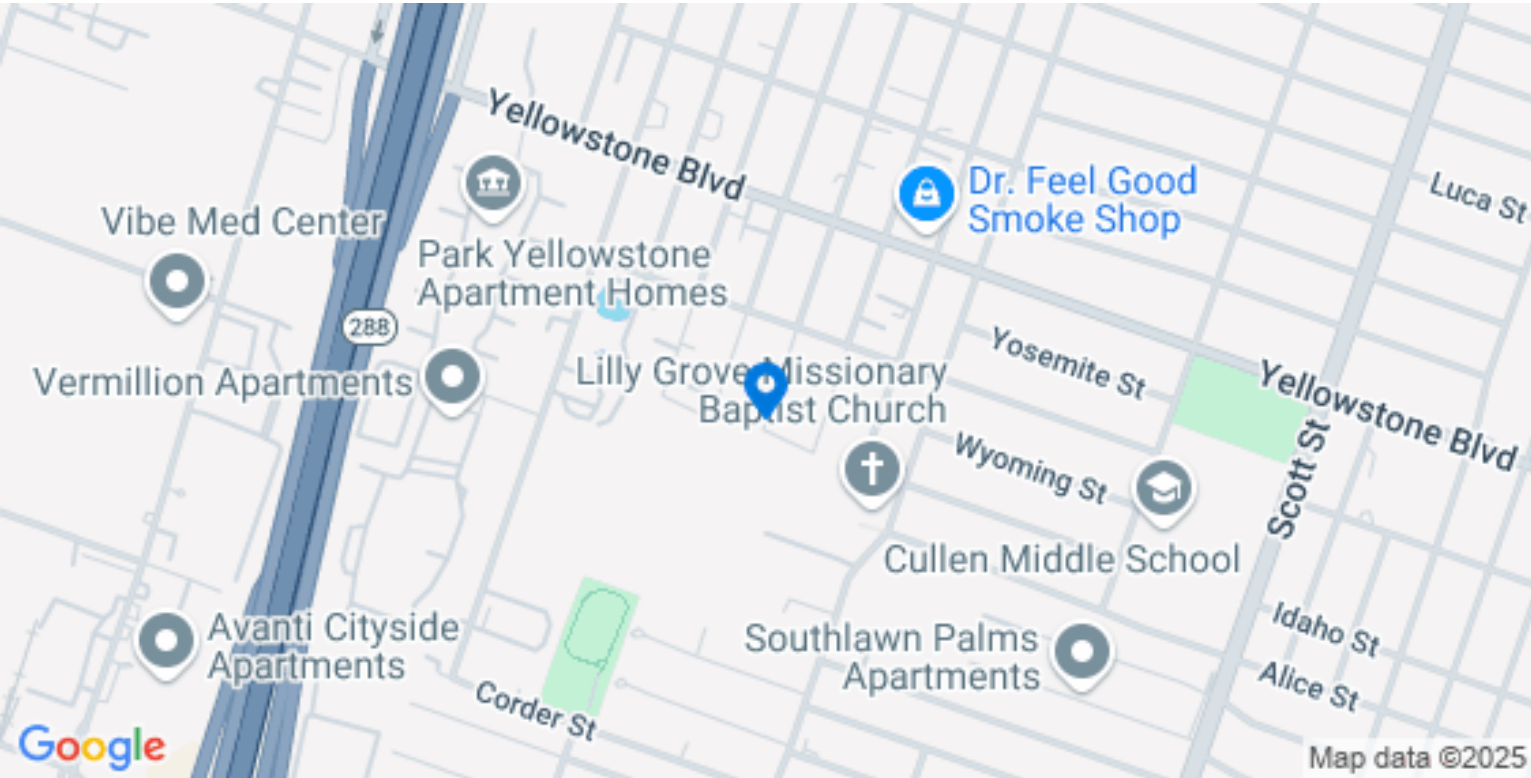 Yellowstone Blvd
Dr. Feel Good
Smoke Shop
Luca St
Vibe Med Center
Park Yellowstone
Apartment Homes
288
Yosemite St
Vermillion Apartments
Lilly Grove Missionary
Baptist Church
Yellowstone Blvd
Wyoming St
Scott St
Cullen Middle School
Idaho St
Avanti Cityside
Apartments
Southlawn Palms
Apartments
Alice St
Corder St
Google
Map data ©2025